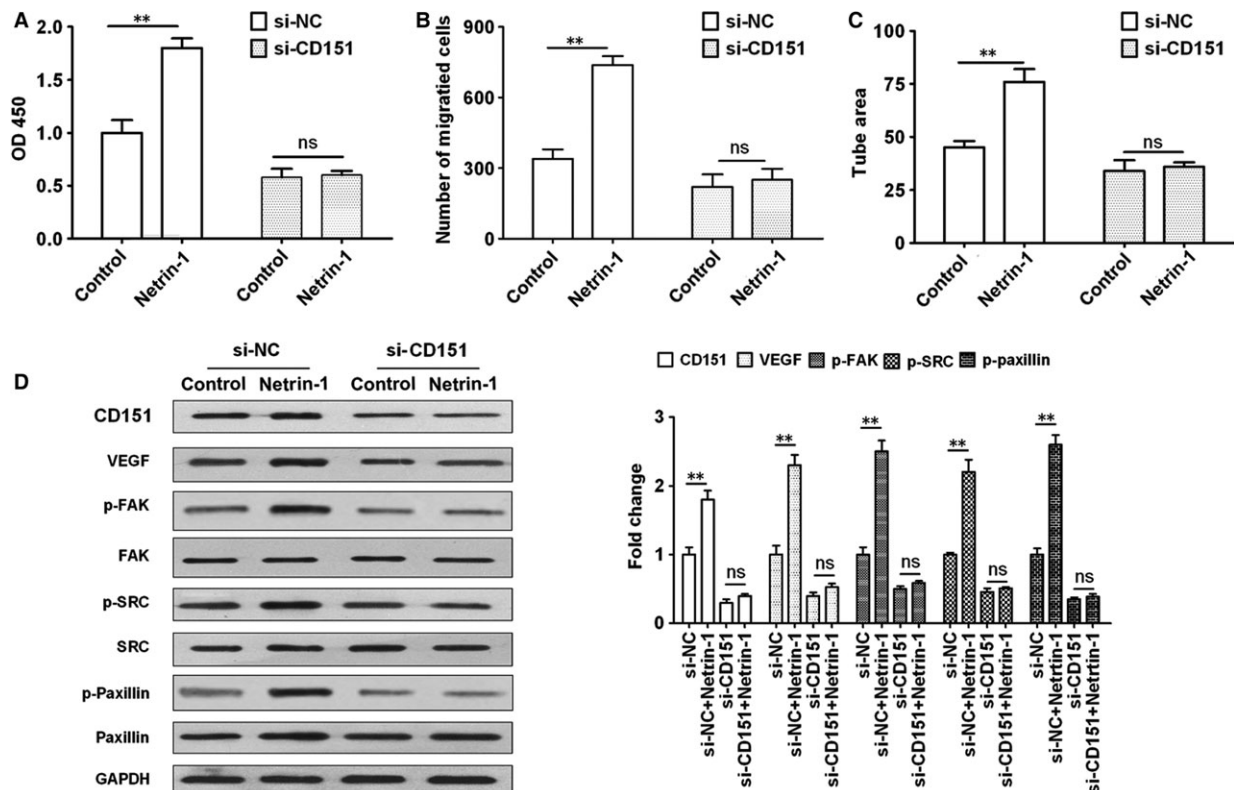 A
2.0
1.5
1.0
0.5
0.0
OD 450
**
ns
si-NC
si-CD151
Control
Netrin-1
Control
Netrin-1
B
900
600
300
0
Number of migratied cells
**
ns
si-NC
si-CD151
Control
Netrin-1
Control
Netrin-1
C
100
75
50
25
0
Tube area
**
ns
si-NC
si-CD151
Control
Netrin-1
Control
Netrin-1
D
si-NC si-CD151
Control Netrin-1 Control Netrin-1
CD151
VEGF
p-FAK
FAK
p-SRC
SRC
p-Paxillin
Paxillin
GAPDH
CD151 VEGF p-FAK p-SRC p-paxillin
3
2
1
0
Fold change
**
ns
**
ns
**
ns
**
ns
**
ns
si-NC
si-NC+Netrin-1
si-CD151
si-CD151+Netrin-1
si-NC
si-NC+Netrin-1
si-CD151
si-CD151+Netrin-1
si-NC
si-NC+Netrin-1
si-CD151
si-CD151+Netrin-1
si-NC
si-NC+Netrin-1
si-CD151
si-CD151+Netrin-1
si-NC
si-NC+Netrtin-1
si-CD151
si-CD151+Netrtin-1